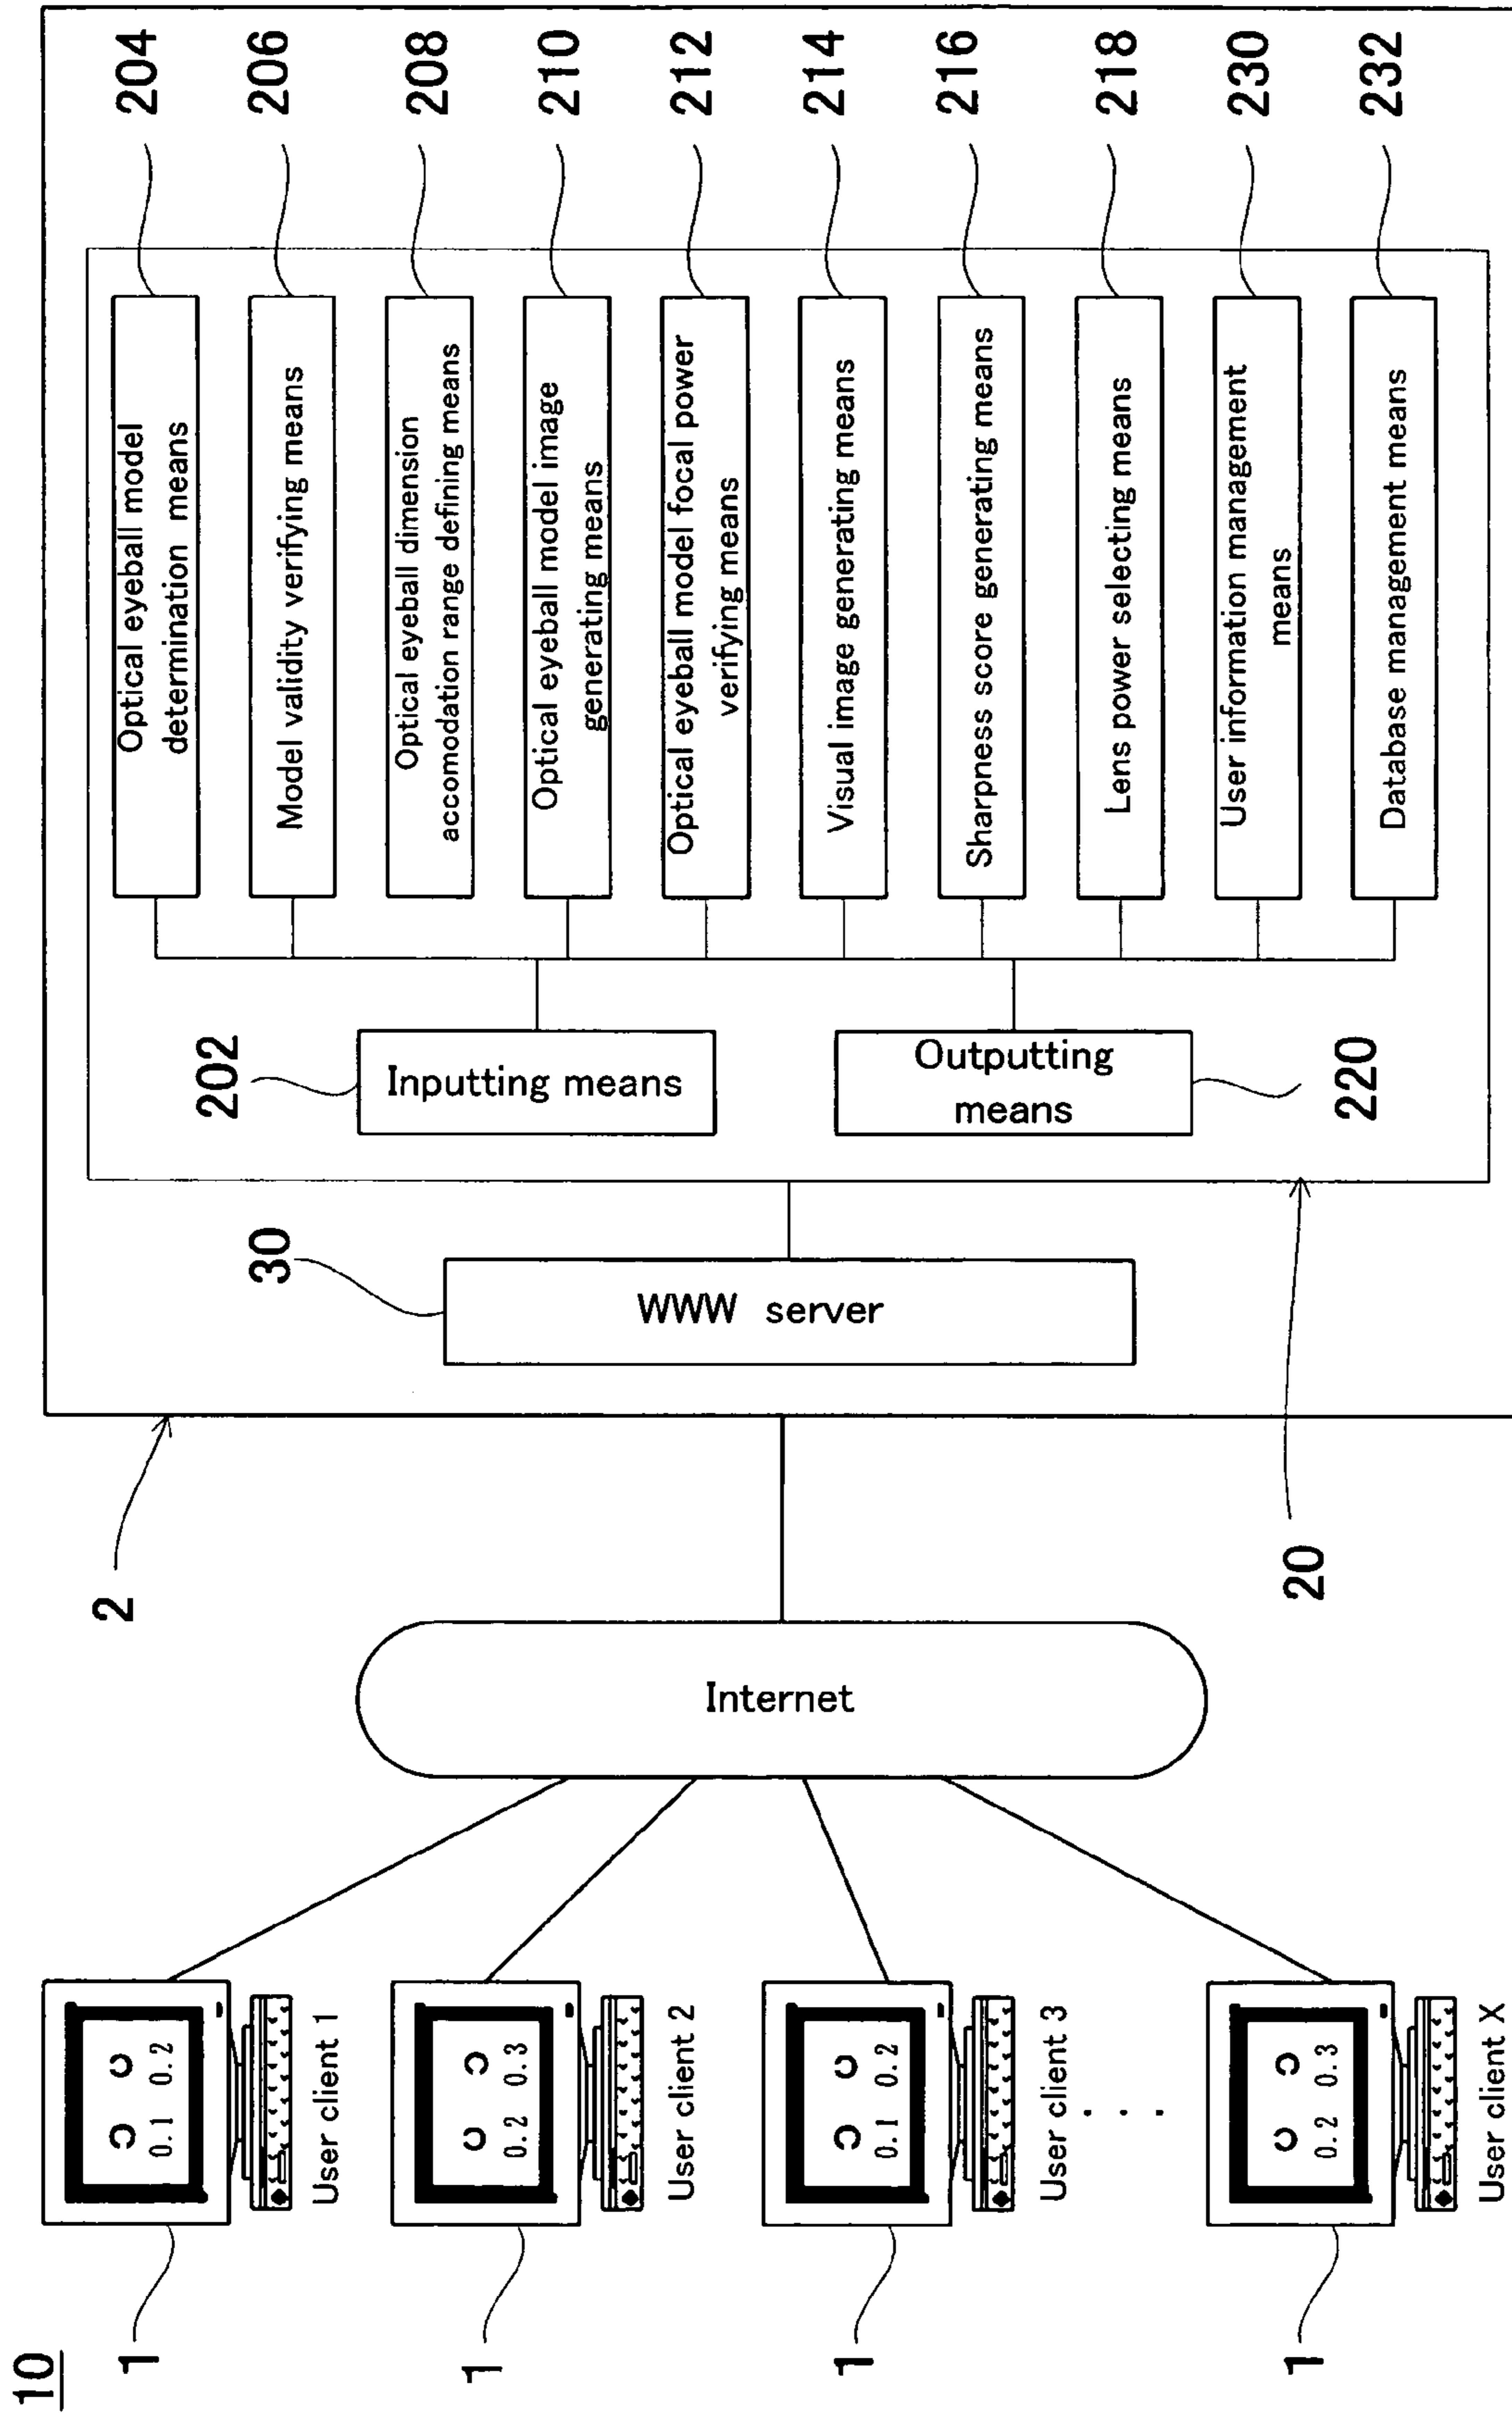 10
1
0.1 0.2
User client 1
1
0.2 0.3
User client 2
1
0.1 0.2
User client 3
. . .
1
0.2 0.3
User client X
Internet
2
20
30
WWW server
202
Inputting means
Outputting
means
220
Optical eyeball model
determination means
204
Model validity verifying means
206
Optical eyeball dimension
accomodation range defining means
208
Optical eyeball model image
generating means
210
Optical eyeball model focal power
verifying means
212
Visual image generating means
214
Sharpness score generating means
216
Lens power selecting means
218
User information management
means
230
Database management means
232